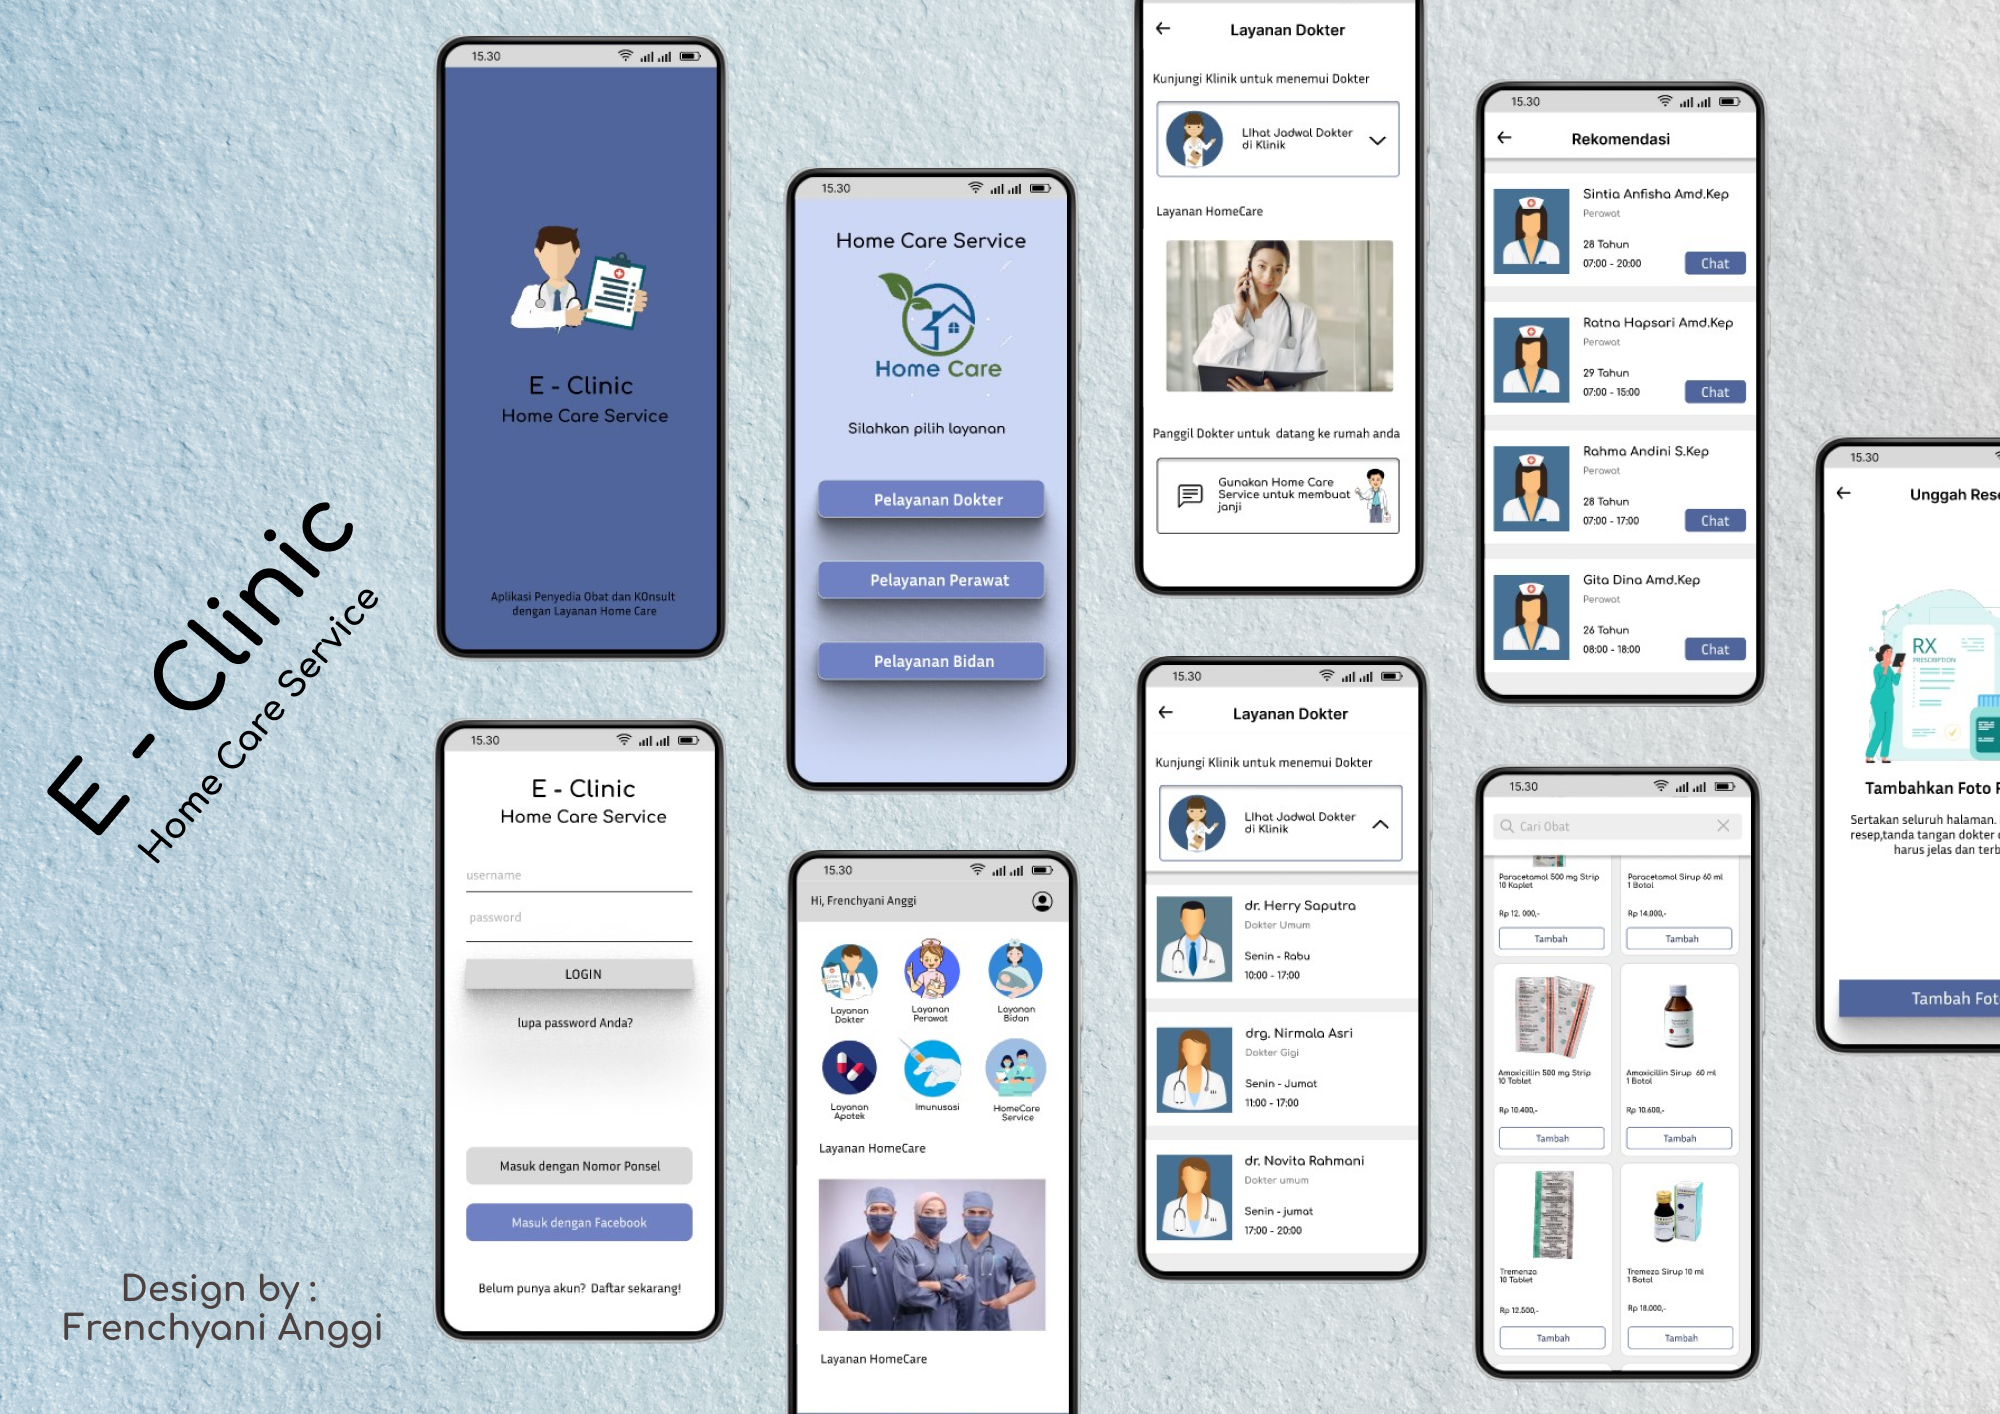 E - Clinic
Home Care Service
Design by :
Frenchyani Anggi
15.30
E - Clinic
Home Care Service
Aplikasi Penyedia Obat dan KOnsult
dengan Layanan Home Care
15.30
E - Clinic
Home Care Service
username
password
LOGIN
lupa password Anda?
Masuk dengan Nomor Ponsel
Masuk dengan Facebook
Belum punya akun? Daftar sekarang!
15.30
Home Care Service
Home Care
Silahkan pilih layanan
Pelayanan Dokter
Pelayanan Perawat
Pelayanan Bidan
15.30
Hi, Frenchyani Anggi
Layanan
Dokter
Layanan
Perawat
Layanan
Bidan
Layanan
Apotek
Imunusasi
HomeCare
Service
Layanan HomeCare
Layanan HomeCare
Layanan Dokter
Kunjungi Klinik untuk menemui Dokter
LIhat Jadwal Dokter
di Klinik
Layanan HomeCare
Panggil Dokter untuk datang ke rumah anda
Gunakan Home Care
Service untuk membuat
janji
15.30
Layanan Dokter
Kunjungi Klinik untuk menemui Dokter
LIhat Jadwal Dokter
di Klinik
dr. Herry Saputra
Dokter Umum
Senin - Rabu
10:00 - 17:00
drg. Nirmala Asri
Dokter Gigi
Senin - Jumat
11:00 - 17:00
dr. Novita Rahmani
Dokter umum
Senin - jumat
17:00 - 20:00
15.30
Rekomendasi
Sintia Anfisha Amd.Kep
Perawat
28 Tahun
07:00 - 20:00
Chat
Ratna Hapsari Amd.Kep
Perawat
29 Tahun
07:00 - 15:00
Chat
Rahma Andini S.Kep
Perawat
28 Tahun
07:00 - 17:00
Chat
Gita Dina Amd.Kep
Perawat
26 Tahun
08:00 - 18:00
Chat
15.30
Cari Obat
Paracetamol 500 mg Strip
10 Kaplet
Rp 12. 000,-
Tambah
Paracetamol Sirup 60 ml
1 Botol
Rp 14.000,-
Tambah
Amoxicillin 500 mg Strip
10 Tablet
Rp 10.400,-
Tambah
Amoxicillin Sirup 60 ml
1 Botol
Rp 10.600,-
Tambah
Tremenza
10 Tablet
Rp 12.500,-
Tambah
Tremeza Sirup 10 ml
1 Botol
Rp 18.000,-
Tambah
15.30
Unggah Rese
RX
PRESCRIPTION
Tambahkan Foto
Sertakan seluruh halaman.
resep,tanda tangan dokter
harus jelas dan terb
Tambah Fot